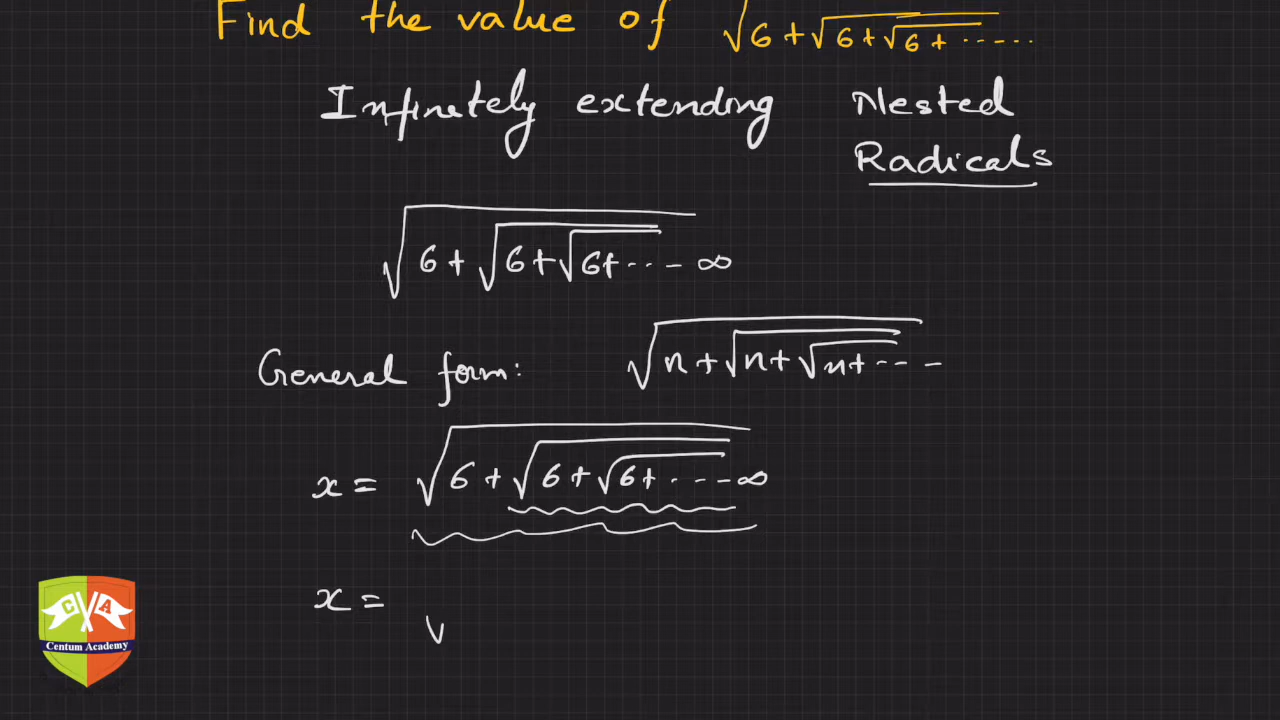 Find the value of √6+√6+√6+.......
Infinetely extending Nested
Radicals
√6+√6+√6+...- ∞
General form: √n+√n+√n+...-
x = √6+√6+√6+....-∞
x = √
C A
Centum Academy